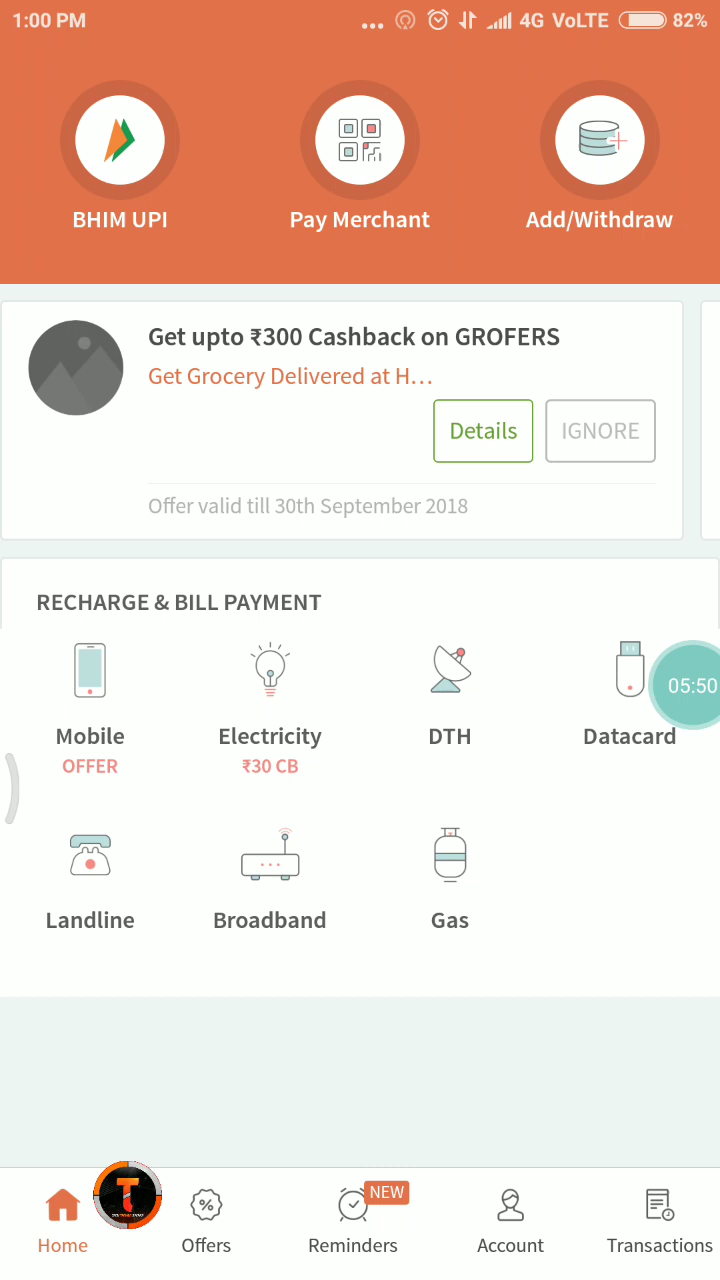 1:00 PM ... 4G VoLTE 82%
BHIM UPI Pay Merchant Add/Withdraw
Get upto ₹300 Cashback on GROFERS
Get Grocery Delivered at H...
Details IGNORE
Offer valid till 30th September 2018
RECHARGE & BILL PAYMENT
05:50
Mobile Electricity DTH Datacard
OFFER ₹30 CB
Landline Broadband Gas
NEW
Home Offers Reminders Account Transactions